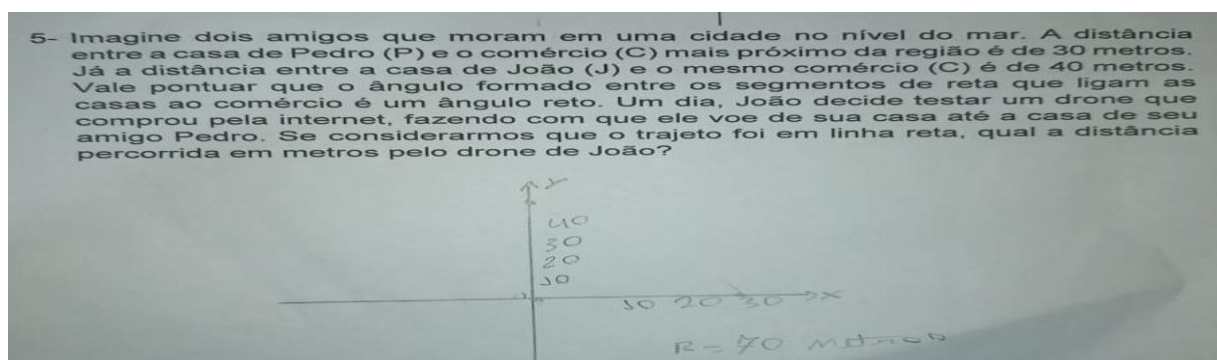 5- Imagine dois amigos que moram em uma cidade no nível do mar. A distância
entre a casa de Pedro (P) e o comércio (C) mais próximo da região é de 30 metros.
Já a distância entre a casa de João (J) e o mesmo comércio (C) é de 40 metros.
Vale pontuar que o ângulo formado entre os segmentos de reta que ligam as
casas ao comércio é um ângulo reto. Um dia, João decide testar um drone que
comprou pela internet, fazendo com que ele voe de sua casa até a casa de seu
amigo Pedro. Se considerarmos que o trajeto foi em linha reta, qual a distância
percorrida em metros pelo drone de João?
Y
40
30
20
10
10 20 30 X
R = 70 metros